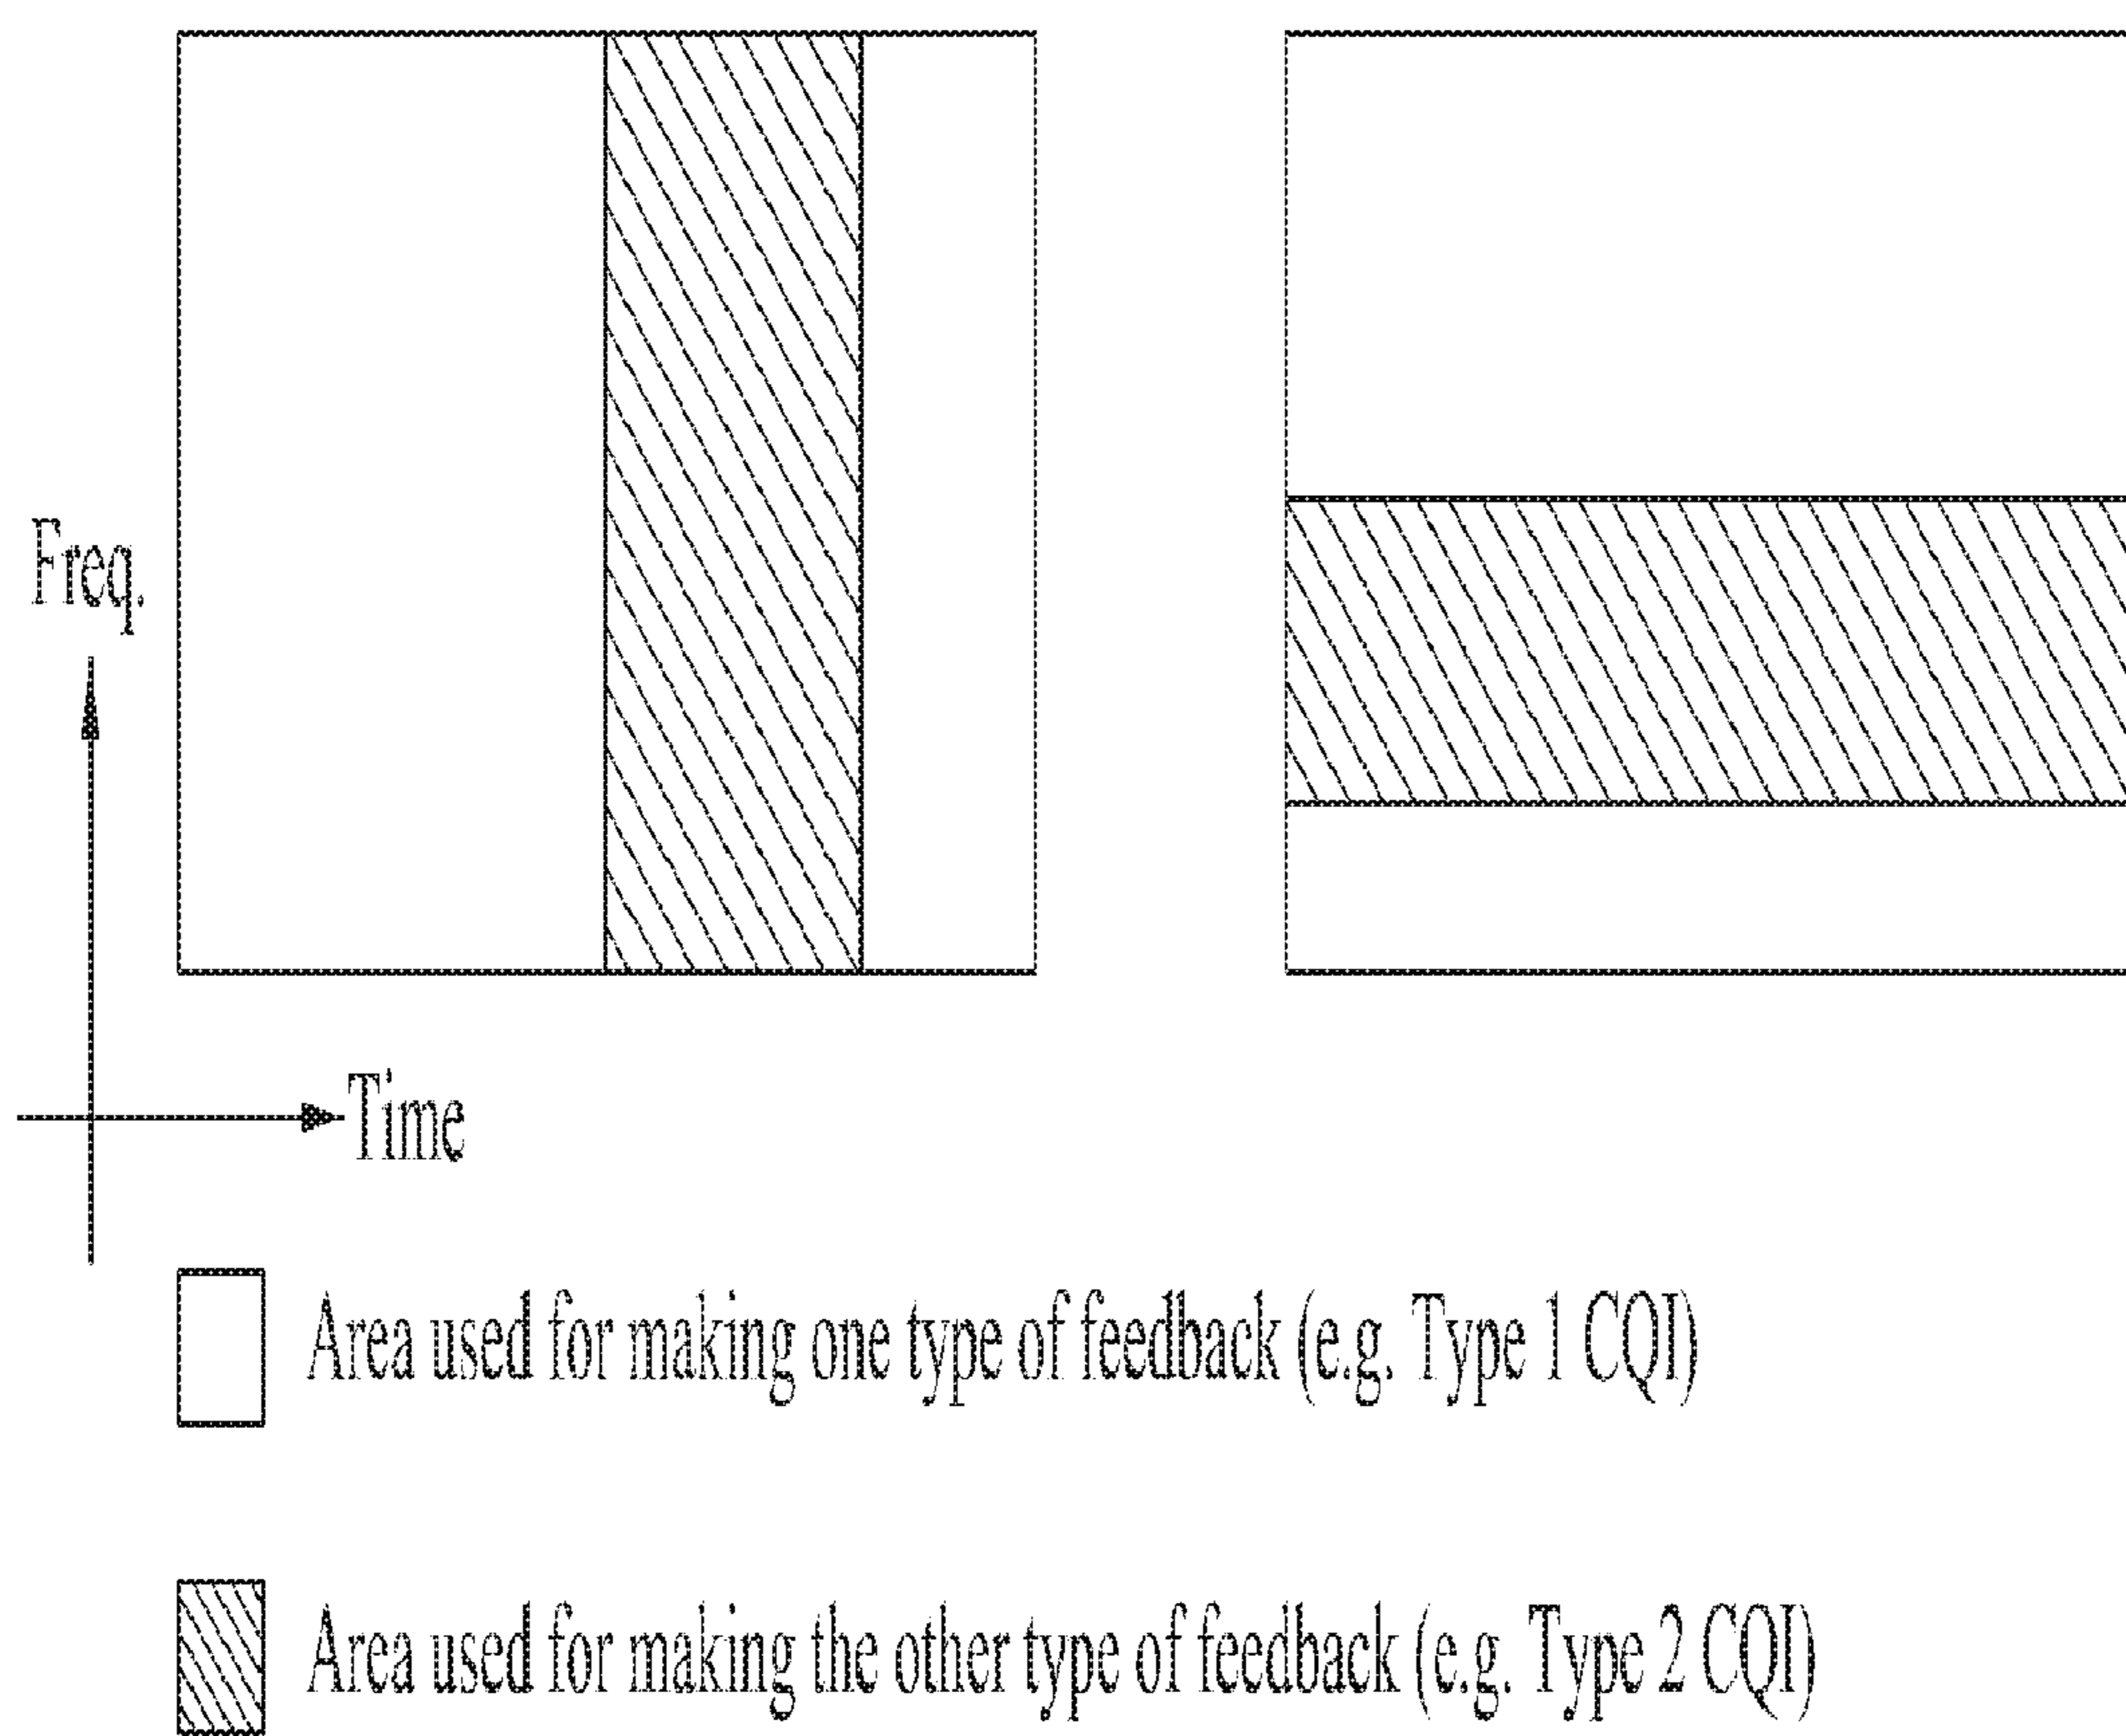 Freq.
Time
Area used for making one type of feedback (e.g. Type 1 CQI)
Area used for making the other type of feedback (e.g. Type 2 CQI)